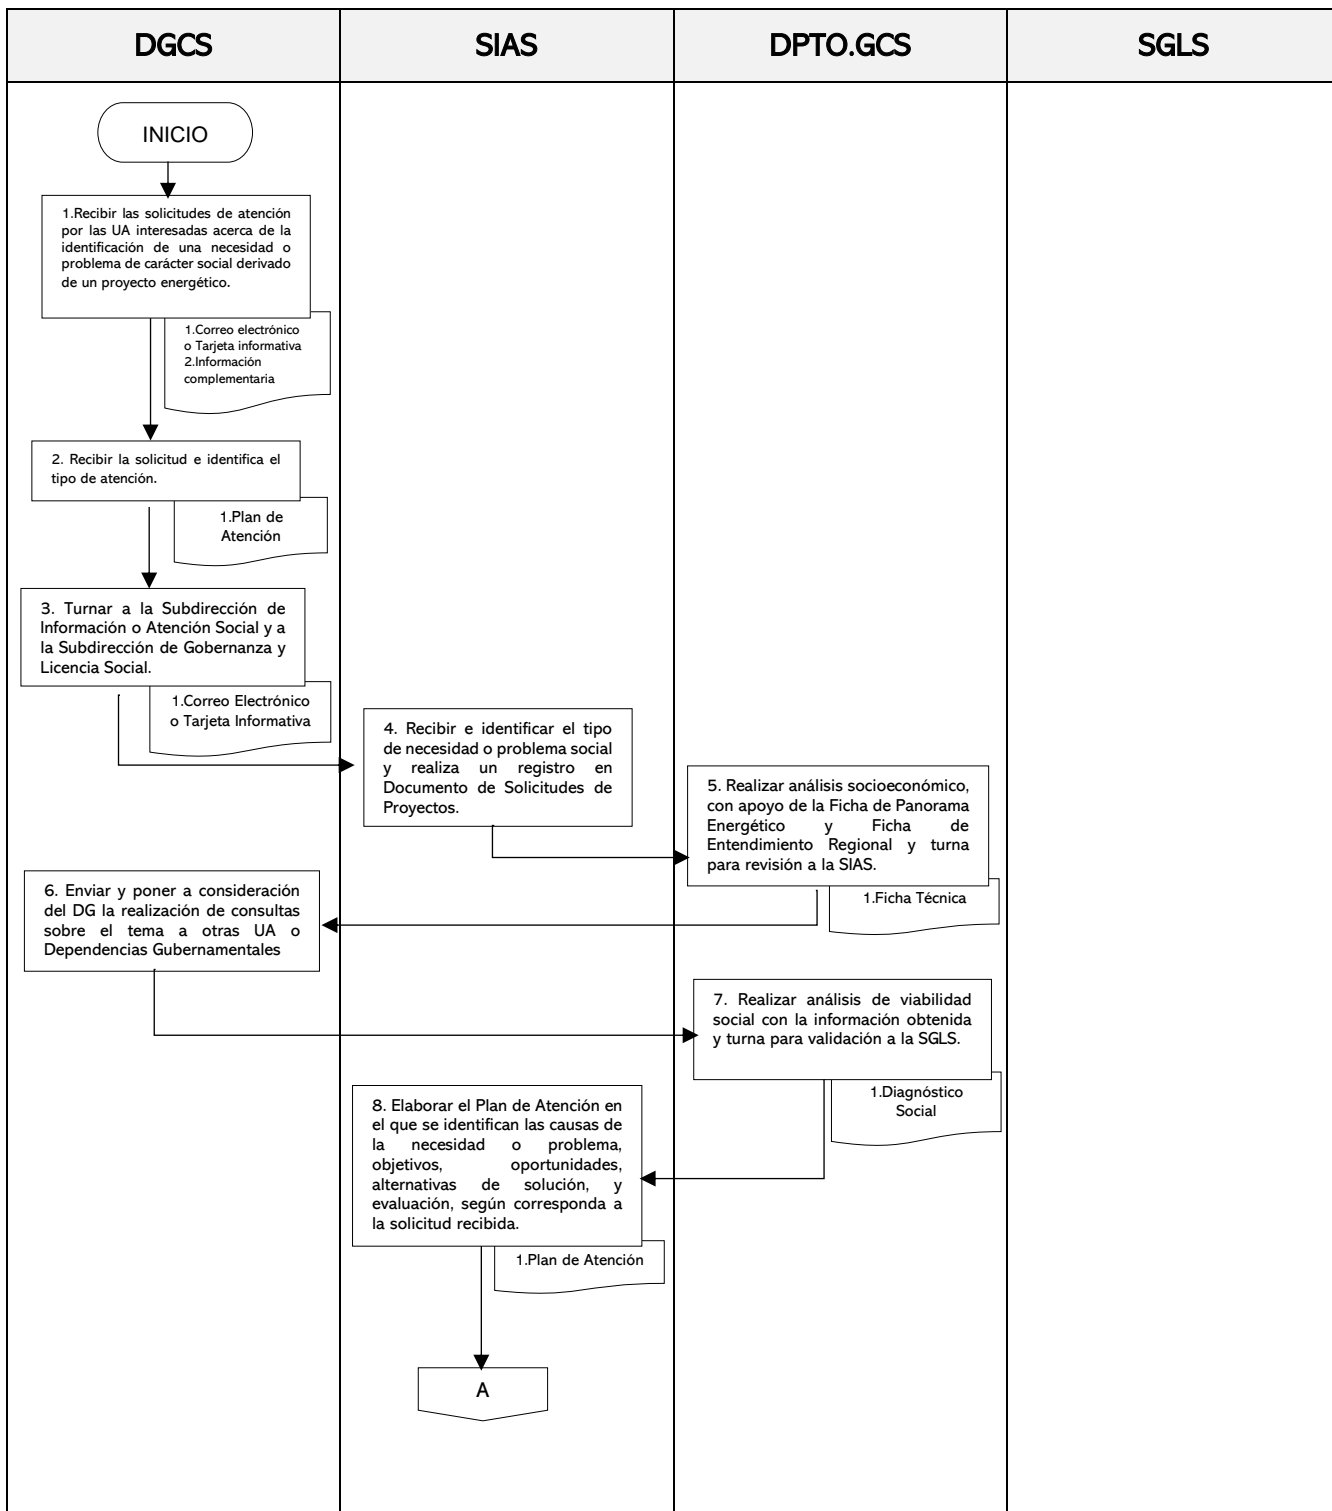 DGCS
SIAS
DPTO.GCS
SGLS
INICIO
1.Recibir las solicitudes de atención
por las UA interesadas acerca de la
identificación de una necesidad o
problema de carácter social derivado
de un proyecto energético.
1.Correo electrónico
o Tarjeta informativa
2.Información
complementaria
2. Recibir la solicitud e identifica el
tipo de atención.
1.Plan de
Atención
3. Turnar a la Subdirección de
Información o Atención Social y a
la Subdirección de Gobernanza y
Licencia Social.
1.Correo Electrónico
o Tarjeta Informativa
4. Recibir e identificar el tipo
de necesidad o problema social
y realiza un registro en
Documento de Solicitudes de
Proyectos.
5. Realizar análisis socioeconómico,
con apoyo de la Ficha de Panorama
Energético y Ficha de
Entendimiento Regional y turna
para revisión a la SIAS.
1.Ficha Técnica
6. Enviar y poner a consideración
del DG la realización de consultas
sobre el tema a otras UA o
Dependencias Gubernamentales
7. Realizar análisis de viabilidad
social con la información obtenida
y turna para validación a la SGLS.
1.Diagnóstico
Social
8. Elaborar el Plan de Atención en
el que se identifican las causas de
la necesidad o problema,
objetivos, oportunidades,
alternativas de solución, y
evaluación, según corresponda a
la solicitud recibida.
1.Plan de Atención
A